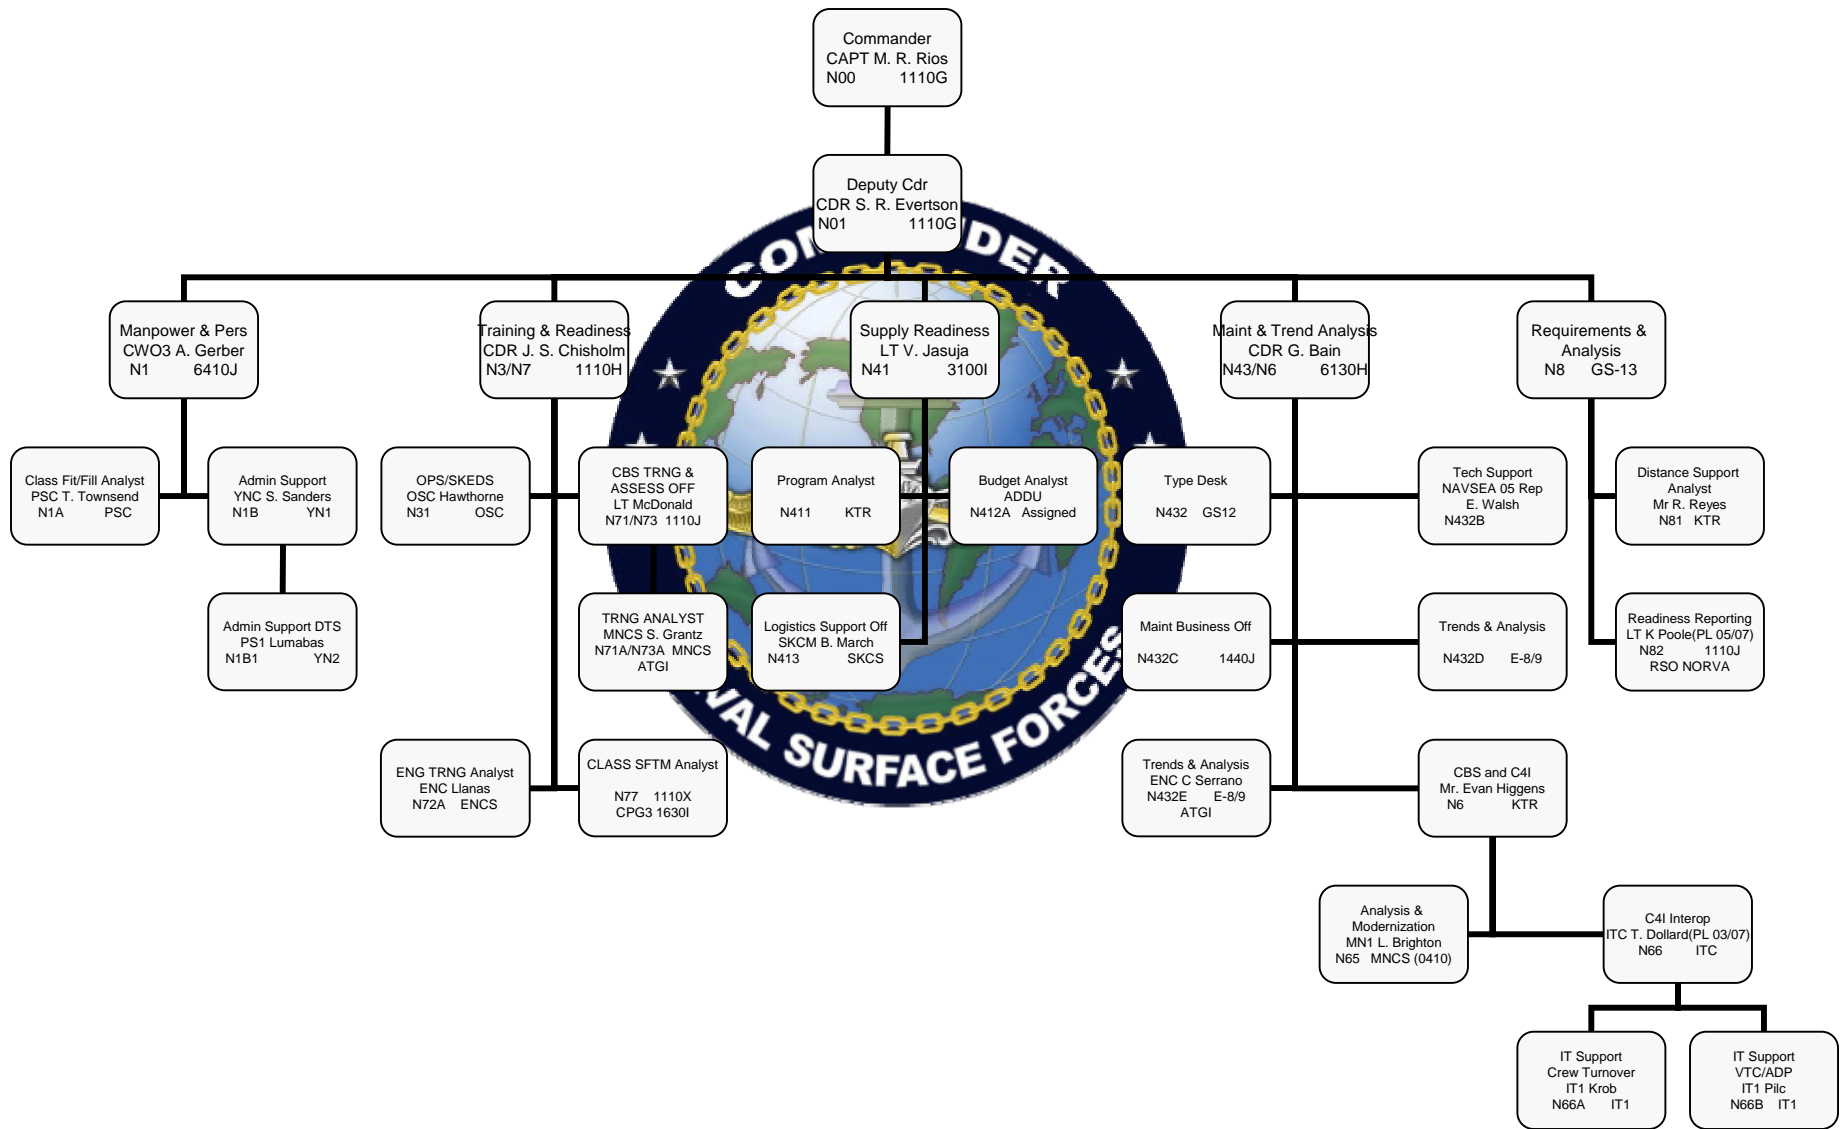 Commander
CAPT M. R. Rios
N00 1110G
Deputy Cdr
CDR S. R. Evertson
N01 1110G
Manpower & Pers
CWO3 A. Gerber
N1 6410J
Training & Readiness
CDR J. S. Chisholm
N3/N7 1110H
Supply Readiness
LT V. Jasuja
N41 3100I
Maint & Trend Analysis
CDR G. Bain
N43/N6 6130H
Requirements &
Analysis
N8 GS-13
Class Fit/Fill Analyst
PSC T. Townsend
N1A PSC
Admin Support
YNC S. Sanders
N1B YN1
OPS/SKEDS
OSC Hawthorne
N31 OSC
CBS TRNG &
ASSESS OFF
LT McDonald
N71/N73 1110J
Program Analyst
N411 KTR
Budget Analyst
ADDU
N412A Assigned
Type Desk
N432 GS12
Tech Support
NAVSEA 05 Rep
E. Walsh
N432B
Distance Support
Analyst
Mr R. Reyes
N81 KTR
Admin Support DTS
PS1 Lumabas
N1B1 YN2
TRNG ANALYST
MNCS S. Grantz
N71A/N73A MNCS
ATGI
Logistics Support Off
SKCM B. March
N413 SKCS
Maint Business Off
N432C 1440J
Trends & Analysis
N432D E-8/9
Readiness Reporting
LT K Poole(PL 05/07)
N82 1110J
RSO NORVA
ENG TRNG Analyst
ENC Llanas
N72A ENCS
CLASS SFTM Analyst
N77 1110X
CPG3 1630I
Trends & Analysis
ENC C Serrano
N432E E-8/9
ATGI
CBS and C4I
Mr. Evan Higgens
N6 KTR
Analysis &
Modernization
MN1 L. Brighton
N65 MNCS (0410)
C4I Interop
ITC T. Dollard(PL 03/07)
N66 ITC
IT Support
Crew Turnover
IT1 Krob
N66A IT1
IT Support
VTC/ADP
IT1 Pilc
N66B IT1
SURFACE FORCES